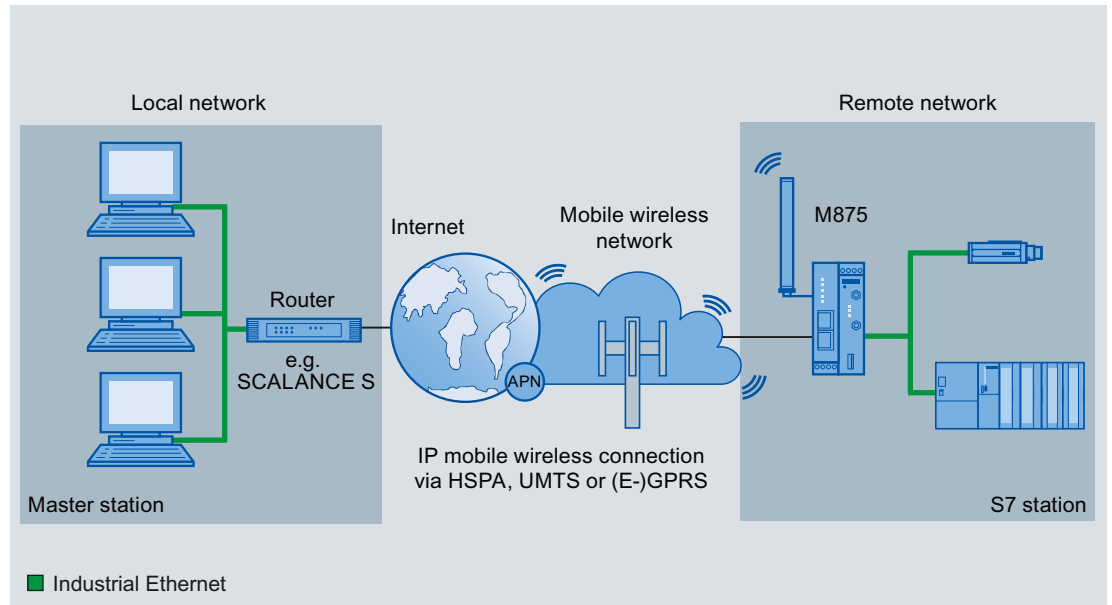 Local network
Remote network
M875
Mobile wireless
network
Internet
Router
e.g.
SCALANCE S
APN
IP mobile wireless connection
via HSPA, UMTS or (E-)GPRS
Master station
S7 station
Industrial Ethernet